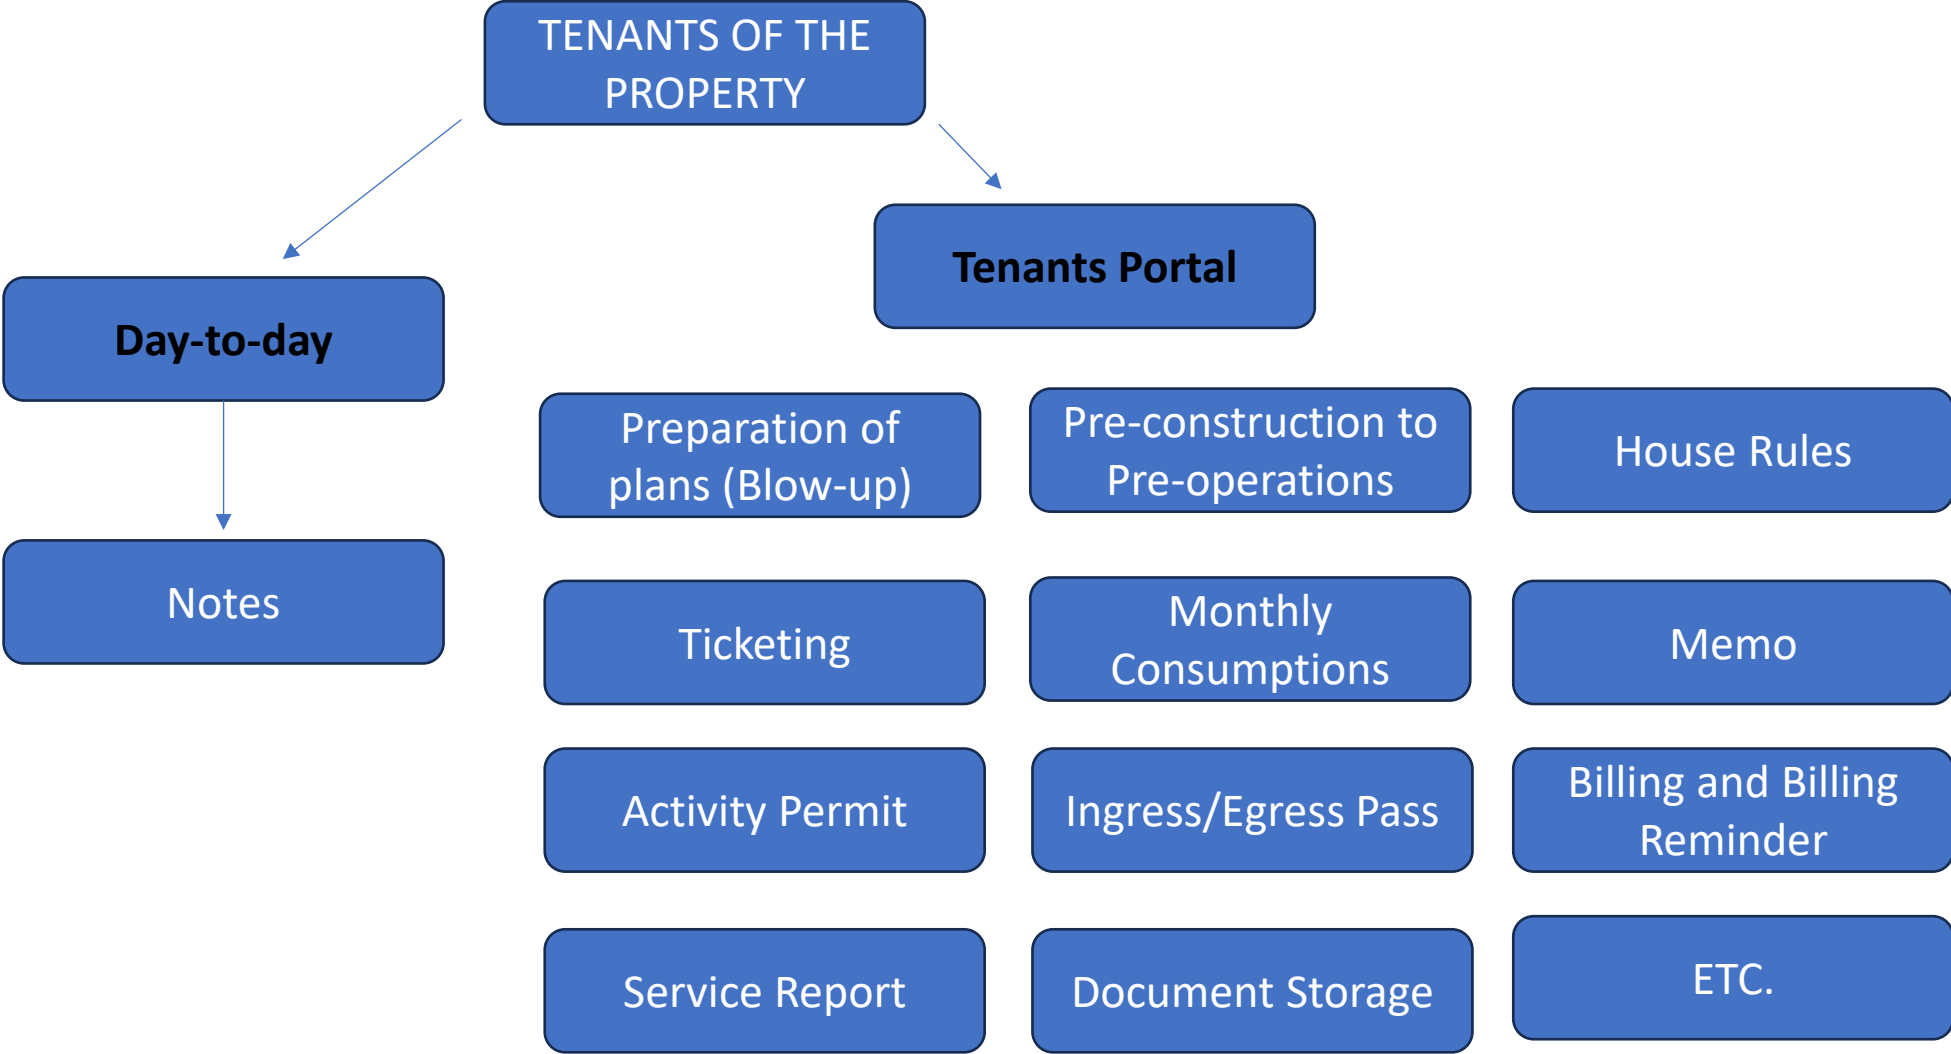 TENANTS OF THE
PROPERTY
Tenants Portal
Day-to-day
Notes
Preparation of
plans (Blow-up)
Pre-construction to
Pre-operations
House Rules
Ticketing
Monthly
Consumptions
Memo
Activity Permit
Ingress/Egress Pass
Billing and Billing
Reminder
Service Report
Document Storage
ETC.